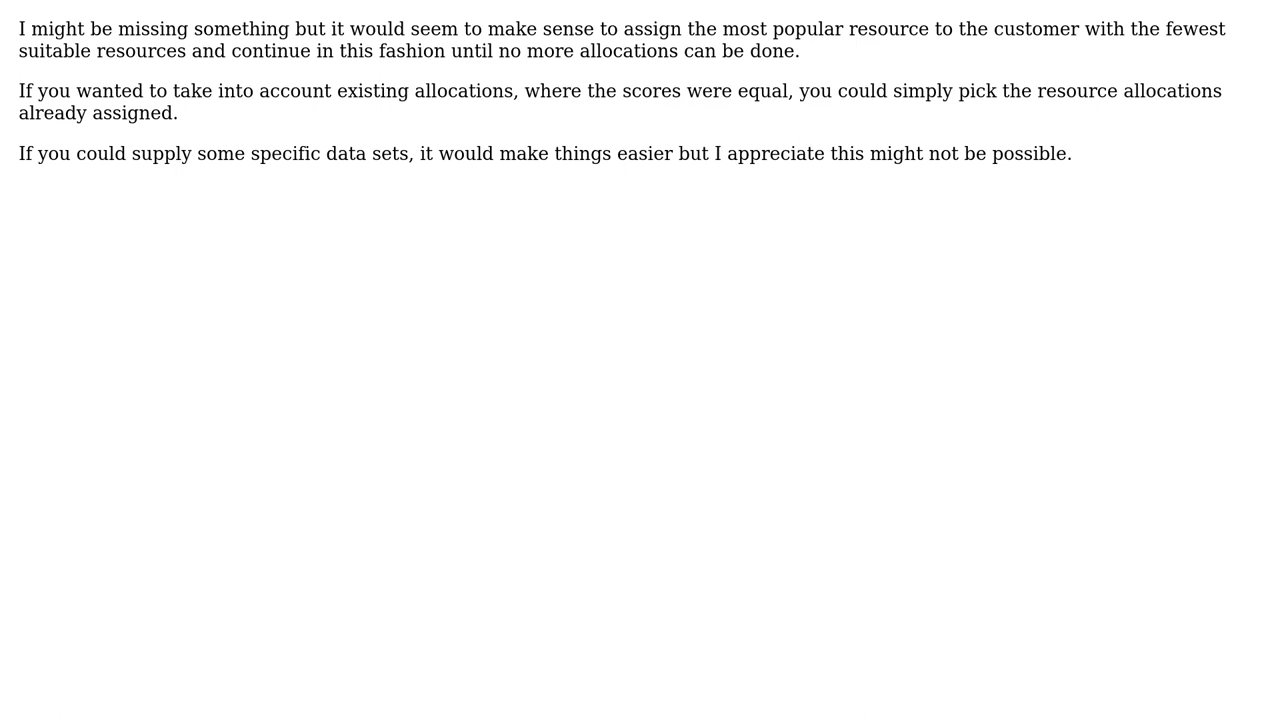 I might be missing something but it would seem to make sense to assign the most popular resource to the customer with the fewest
suitable resources and continue in this fashion until no more allocations can be done.
If you wanted to take into account existing allocations, where the scores were equal, you could simply pick the resource allocations
already assigned.
If you could supply some specific data sets, it would make things easier but I appreciate this might not be possible.